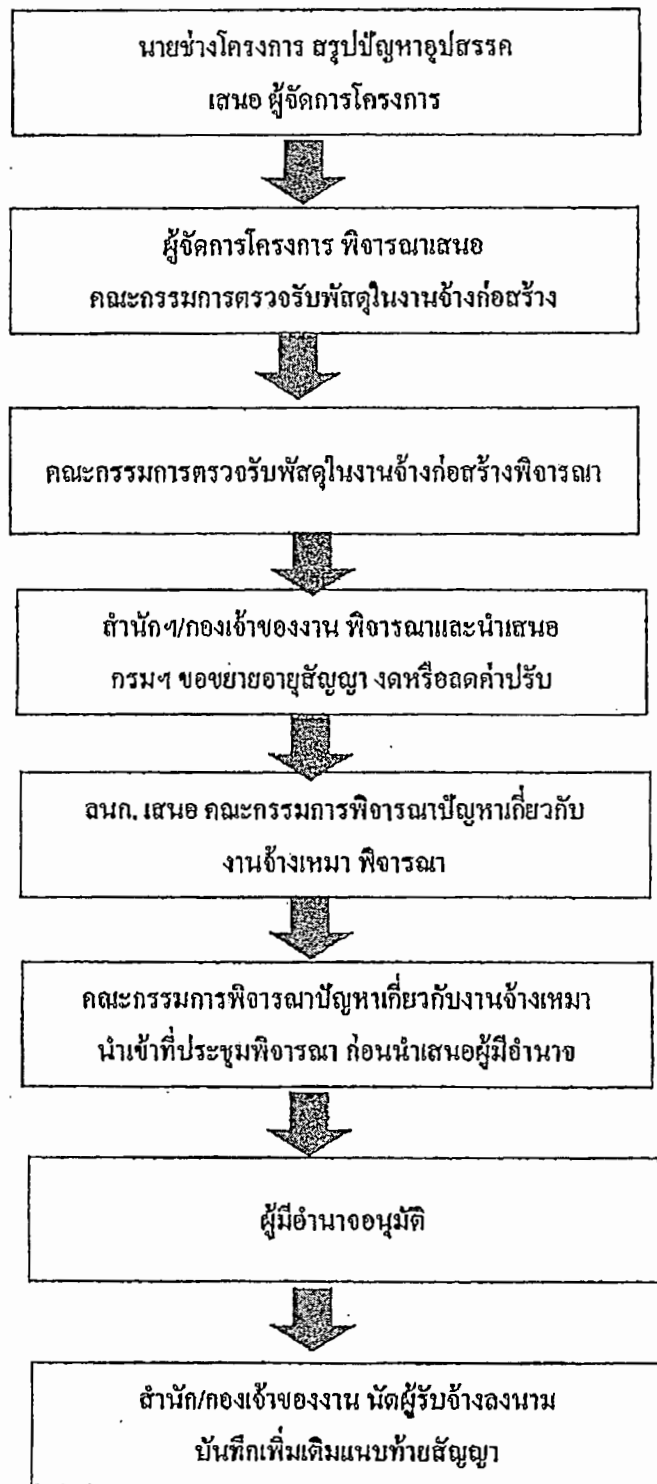 นายช่างโครงการ สรุปปัญหาอุปสรรค
เสนอ ผู้จัดการโครงการ
ผู้จัดการโครงการ พิจารณาเสนอ
คณะกรรมการตรวจรับพัสดุในงานจ้างก่อสร้าง
คณะกรรมการตรวจรับพัสดุในงานจ้างก่อสร้างพิจารณา
สำนักฯ/กองเจ้าของงาน พิจารณาและนำเสนอ
กรมฯ ขอขยายอายุสัญญา งดหรือลดค่าปรับ
ลนก. เสนอ คณะกรรมการพิจารณาปัญหาเกี่ยวกับ
งานจ้างเหมา พิจารณา
คณะกรรมการพิจารณาปัญหาเกี่ยวกับงานจ้างเหมา
นำเข้าที่ประชุมพิจารณา ก่อนนำเสนอผู้มีอำนาจ
ผู้มีอำนาจอนุมัติ
สำนัก/กองเจ้าของงาน นัดผู้รับจ้างลงนาม
บันทึกเพิ่มเติมแนบท้ายสัญญา